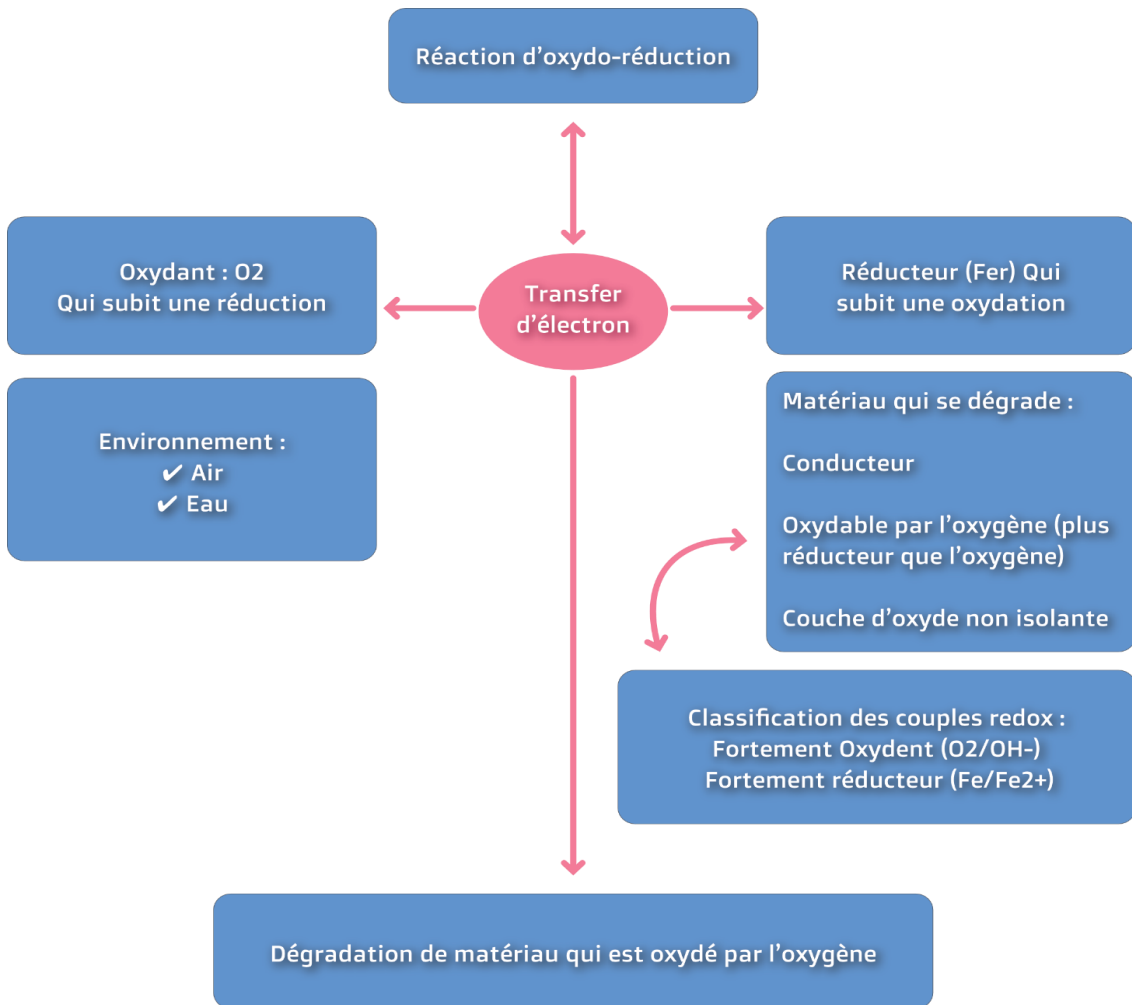 Réaction d’oxydo-réduction
Oxydant : O2
Qui subit une réduction
Transfer
d’électron
Réducteur (Fer) Qui
subit une oxydation
Environnement :
✔ Air
✔ Eau
Matériau qui se dégrade :
Conducteur
Oxydable par l’oxygène (plus
réducteur que l’oxygène)
Couche d’oxyde non isolante
Classification des couples redox :
Fortement Oxydent (O2/OH-)
Fortement réducteur (Fe/Fe2+)
Dégradation de matériau qui est oxydé par l’oxygène